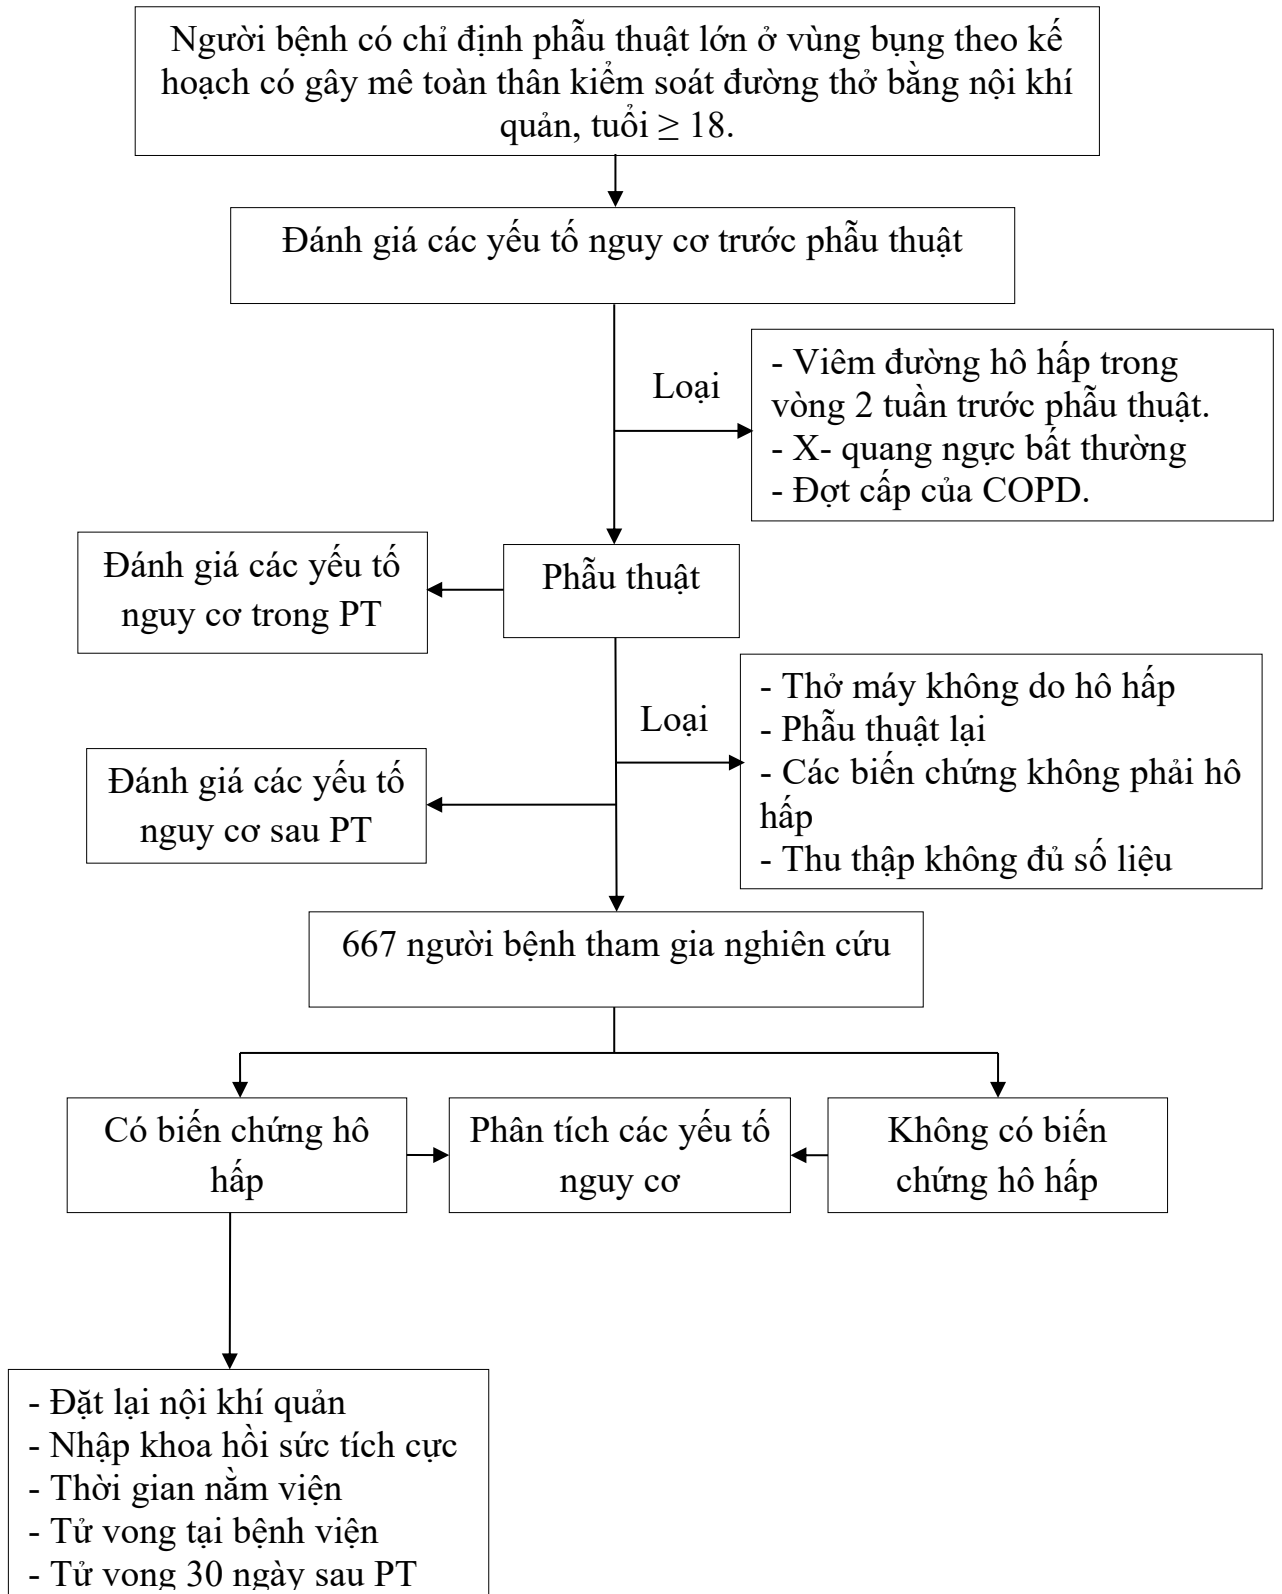 Người bệnh có chỉ định phẫu thuật lớn ở vùng bụng theo kế
hoạch có gây mê toàn thân kiểm soát đường thở bằng nội khí
quản, tuổi ≥ 18.
Đánh giá các yếu tố nguy cơ trước phẫu thuật
Loại
- Viêm đường hô hấp trong
vòng 2 tuần trước phẫu thuật.
- X- quang ngực bất thường
- Đợt cấp của COPD.
Đánh giá các yếu tố
nguy cơ trong PT
Phẫu thuật
Loại
- Thở máy không do hô hấp
- Phẫu thuật lại
- Các biến chứng không phải hô
hấp
- Thu thập không đủ số liệu
Đánh giá các yếu tố
nguy cơ sau PT
667 người bệnh tham gia nghiên cứu
Có biến chứng hô
hấp
Phân tích các yếu tố
nguy cơ
Không có biến
chứng hô hấp
- Đặt lại nội khí quản
- Nhập khoa hồi sức tích cực
- Thời gian nằm viện
- Tử vong tại bệnh viện
- Tử vong 30 ngày sau PT